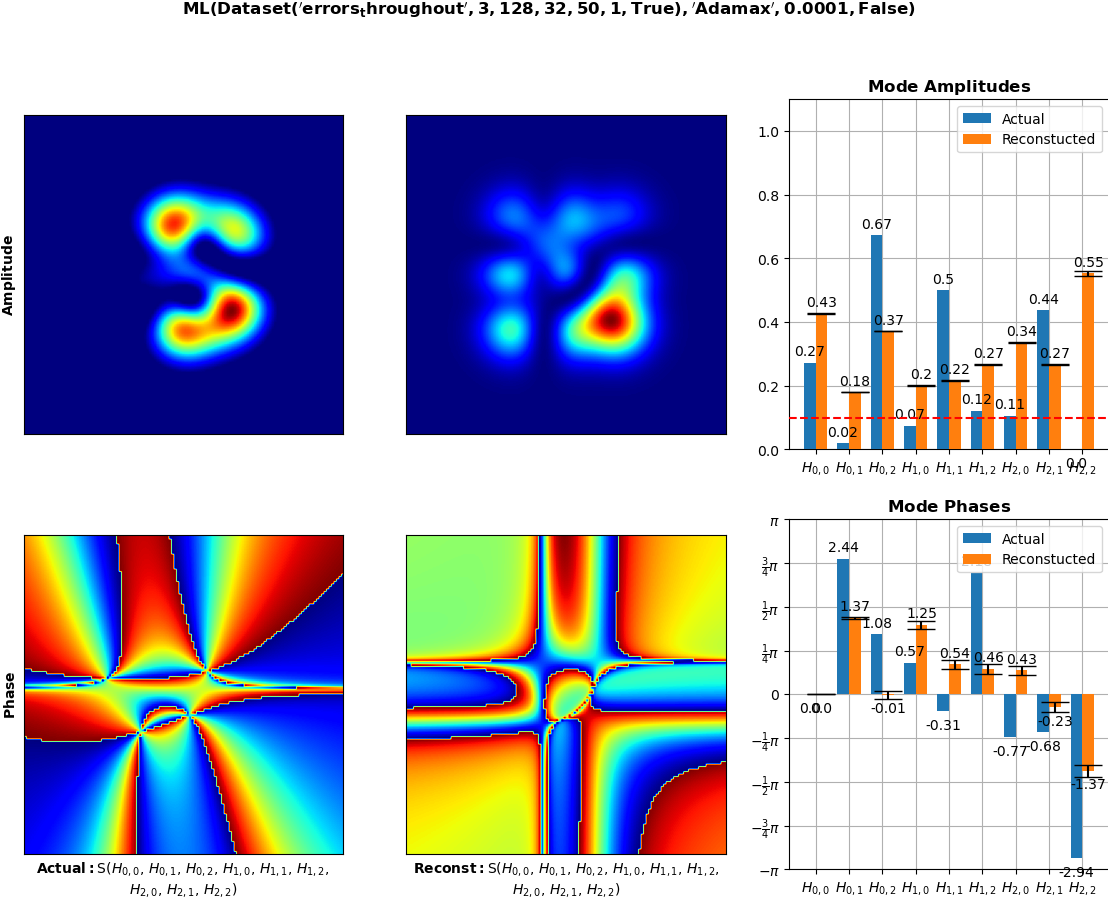 ML(Dataset('errors_throughout', 3, 128, 32, 50, 1, True), 'Adamax', 0.0001, False)
Amplitude
Mode Amplitudes
Actual
Reconstucted
1.0
0.8
0.6
0.4
0.2
0.0
0.27
0.43
0.02
0.18
0.67
0.37
0.07
0.2
0.5
0.22
0.12
0.27
0.11
0.34
0.44
0.27
0.0
0.55
H0,0 H0,1 H0,2 H1,0 H1,1 H1,2 H2,0 H2,1 H2,2
Phase
Mode Phases
Actual
Reconstucted
π
3/4π
1/2π
1/4π
0
−1/4π
−1/2π
−3/4π
−π
0.0
0.0
2.44
1.37
1.08
-0.01
0.57
1.25
-0.31
0.54
0.46
-0.77
0.43
-0.68
-0.23
-2.94
-1.37
H0,0 H0,1 H0,2 H1,0 H1,1 H1,2 H2,0 H2,1 H2,2
Actual: S(H0,0, H0,1, H0,2, H1,0, H1,1, H1,2,
H2,0, H2,1, H2,2)
Reconst: S(H0,0, H0,1, H0,2, H1,0, H1,1, H1,2,
H2,0, H2,1, H2,2)